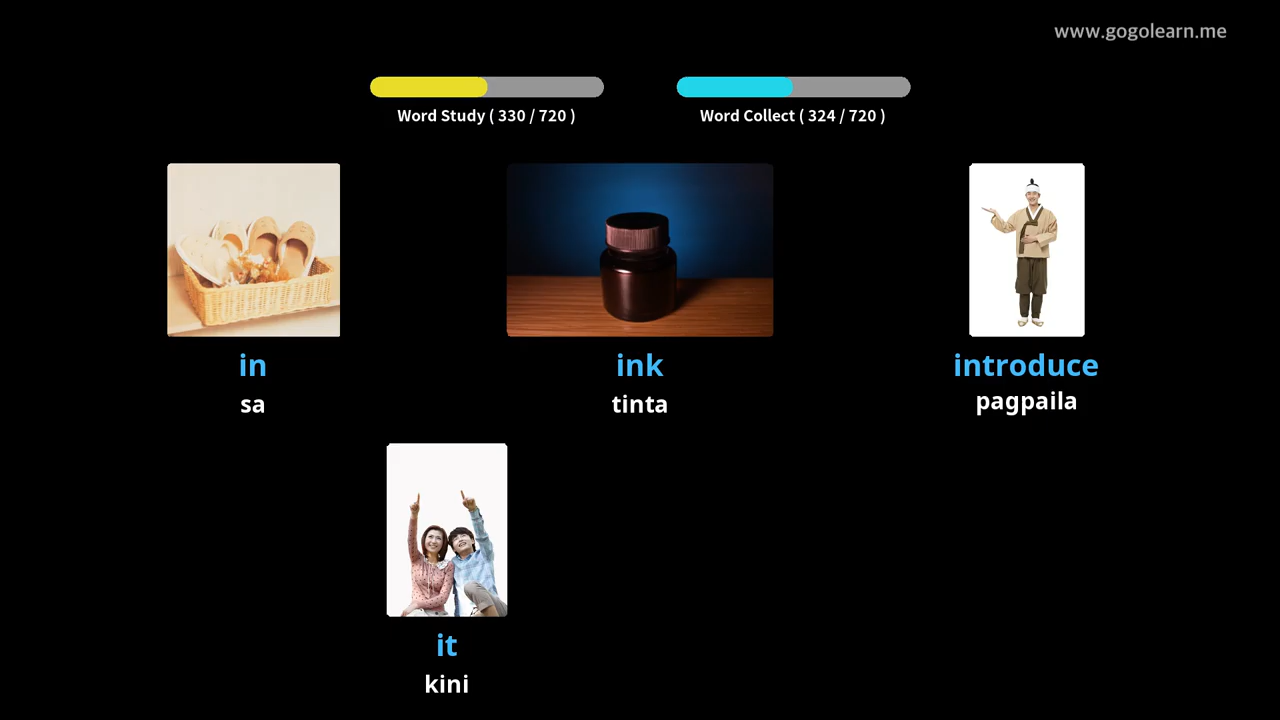 www.gogolearn.me
Word Study ( 330 / 720 )
Word Collect ( 324 / 720 )
in
sa
ink
tinta
introduce
pagpaila
it
kini